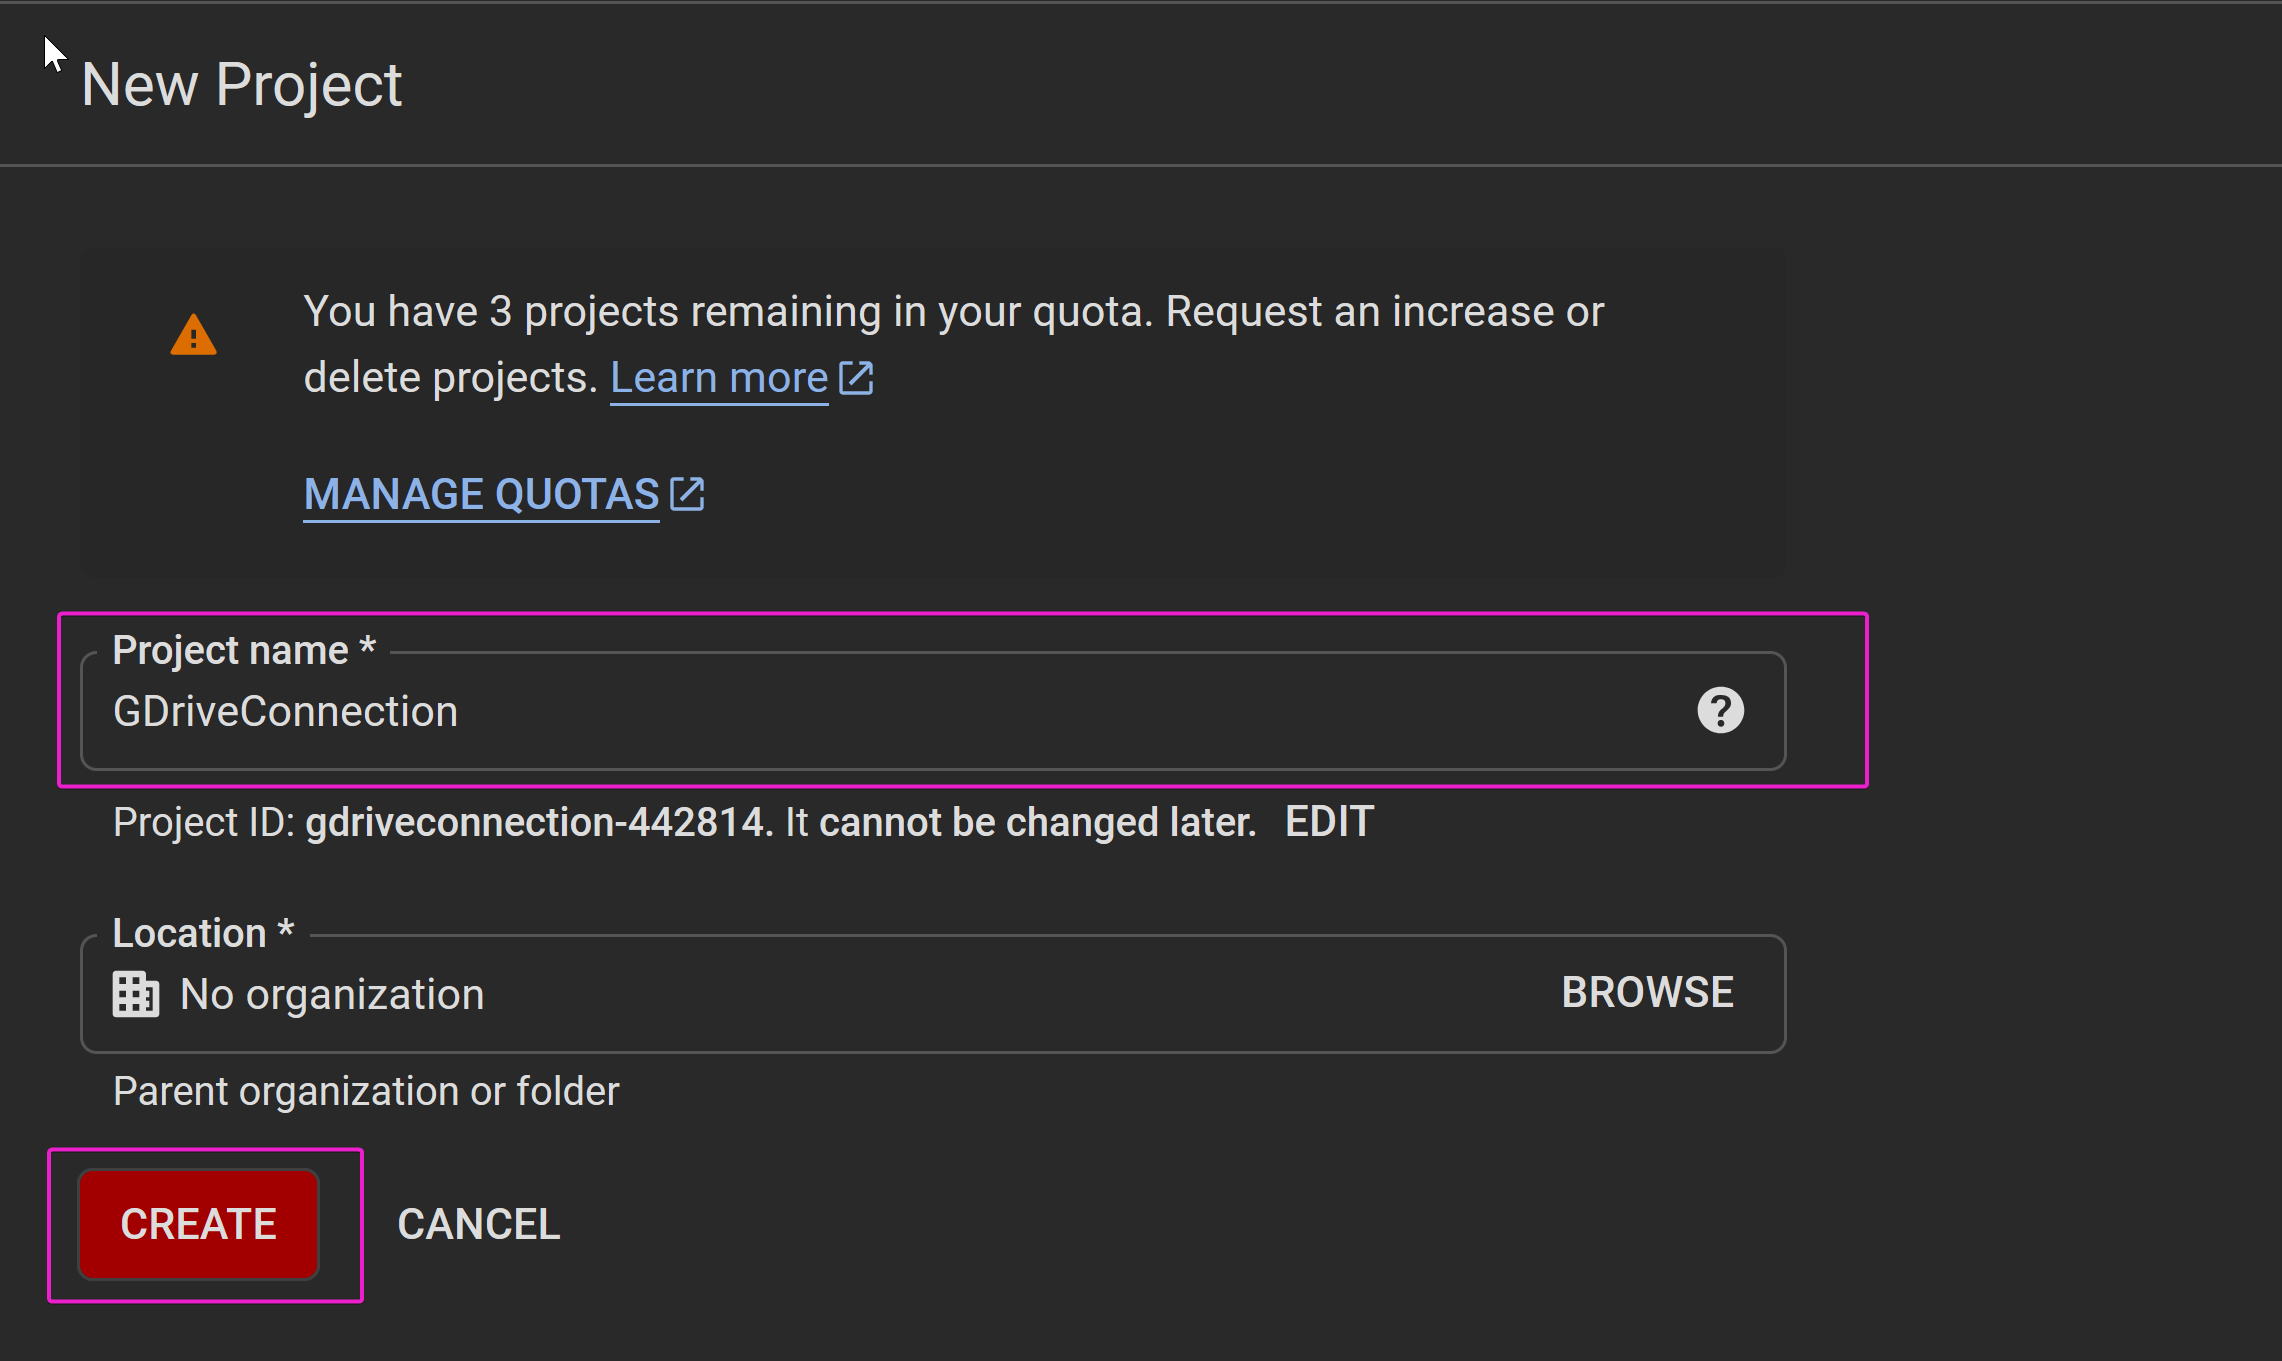 New Project
You have 3 projects remaining in your quota. Request an increase or
delete projects. Learn more
MANAGE QUOTAS
Project name *
GDriveConnection
Project ID: gdriveconnection-442814. It cannot be changed later. EDIT
Location *
No organization BROWSE
Parent organization or folder
CREATE CANCEL